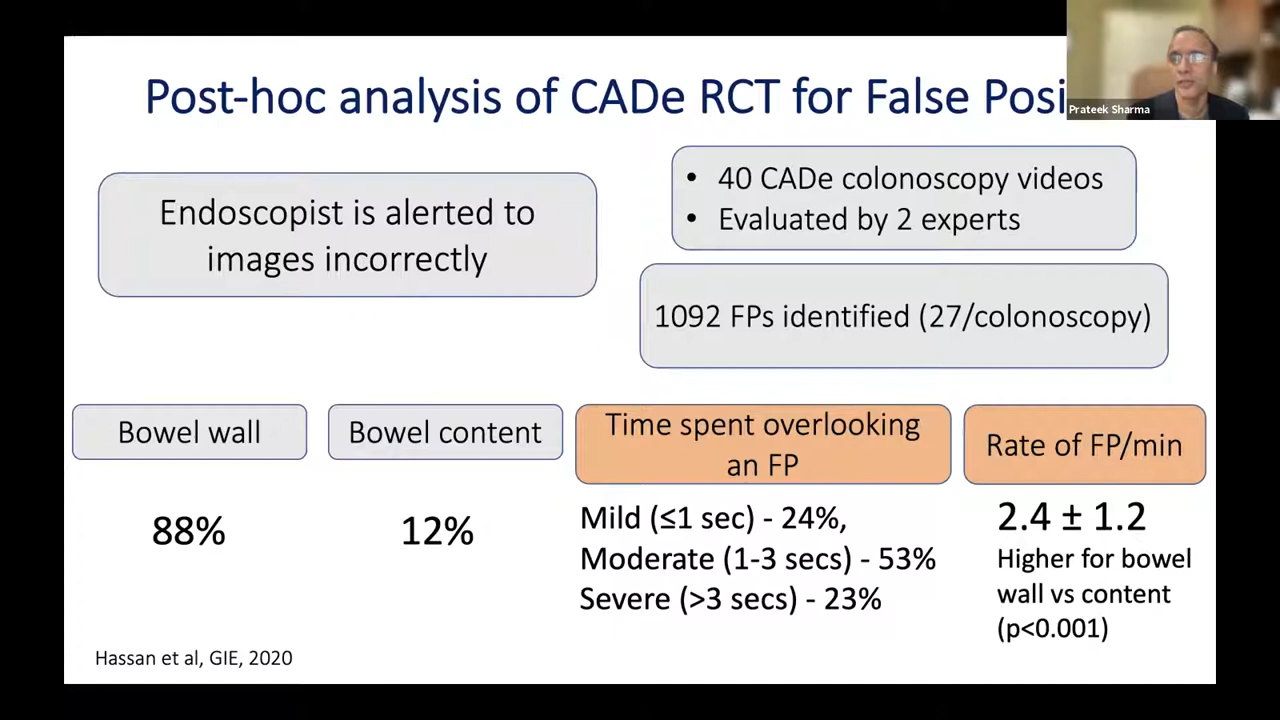 Post-hoc analysis of CADe RCT for False Posi
Prateek Sharma
Endoscopist is alerted to
images incorrectly
• 40 CADe colonoscopy videos
• Evaluated by 2 experts
1092 FPs identified (27/colonoscopy)
Bowel wall
88%
Bowel content
12%
Time spent overlooking
an FP
Mild (≤1 sec) - 24%,
Moderate (1-3 secs) - 53%
Severe (>3 secs) - 23%
Rate of FP/min
2.4 ± 1.2
Higher for bowel
wall vs content
(p<0.001)
Hassan et al, GIE, 2020